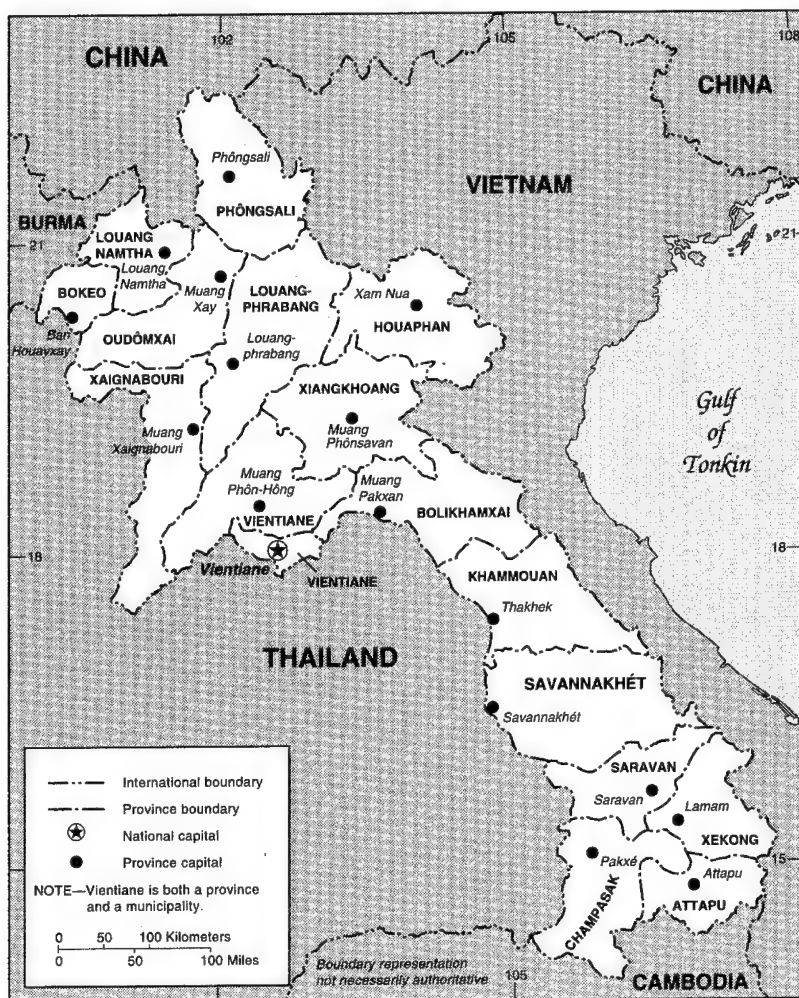 102
105
108
CHINA
CHINA
Phôngsali
VIETNAM
PHÔNGSALI
BURMA
21
21
LOUANG
NAMTHA
Louang
Namtha
BOKEO
Muang
Xay
LOUANG-
PHRABANG
Xam Nua
HOUAPHAN
Ban
Houayxay
OUDÔMXAI
Louang-
phrabang
XAIGNABOURI
XIANGKHOANG
Gulf
of
Tonkin
Muang
Xaignabouri
Muang
Phônsavan
Muang
Phôn-Hông
Muang
Pakxan
VIENTIANE
BOLIKHAMXAI
18
18
Vientiane
VIENTIANE
KHAMMOUAN
Thakhek
THAILAND
SAVANNAKHÉT
Savannakhét
SARAVAN
Saravan
Lamam
XEKONG
Pakxé
15
Attapu
ATTAPU
CHAMPASAK
International boundary
Province boundary
National capital
Province capital
NOTE—Vientiane is both a province
and a municipality.
0 50 100 Kilometers
0 50 100 Miles
Boundary representation
not necessarily authoritative
105
CAMBODIA